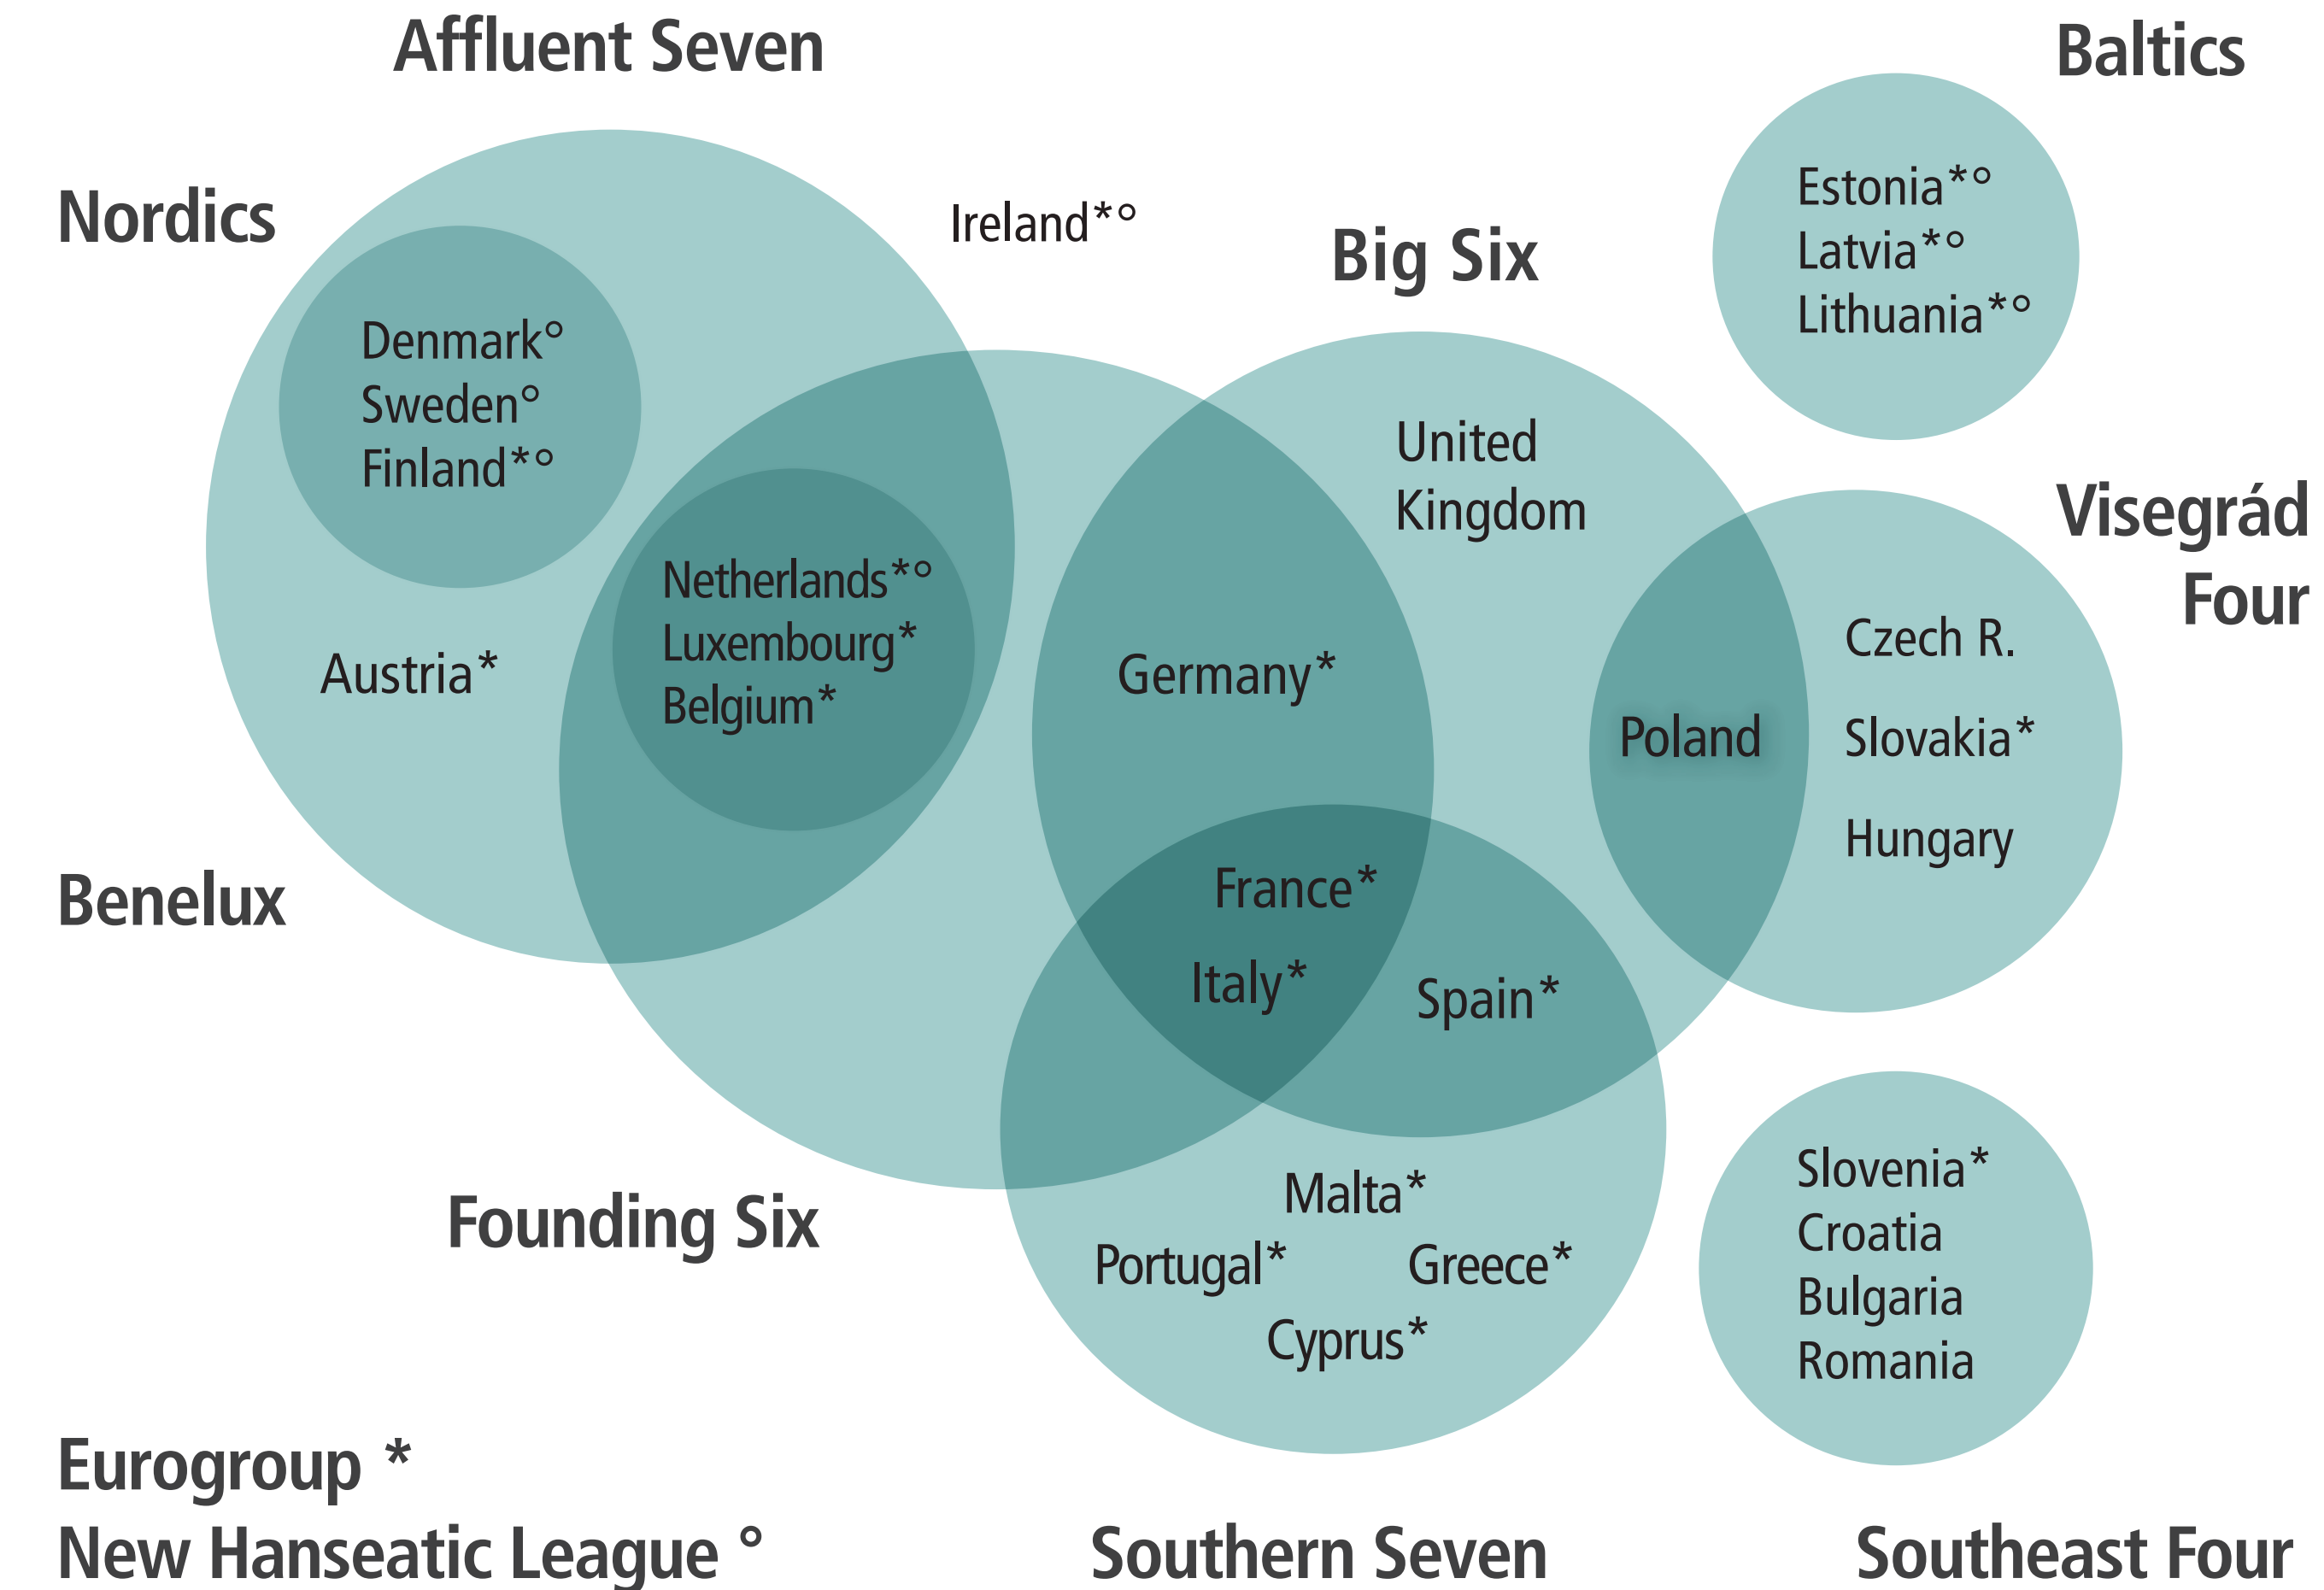 Affluent Seven
Baltics
Nordics
Ireland*°
Big Six
Estonia*°
Latvia*°
Lithuania*°
Denmark°
Sweden°
Finland*°
United
Kingdom
Visegrád
Four
Netherlands*°
Luxembourg*
Belgium*
Austria*
Germany*
Poland
Czech R.
Slovakia*
Hungary
Benelux
France*
Italy*
Spain*
Founding Six
Malta*
Portugal*
Greece*
Cyprus*
Slovenia*
Croatia
Bulgaria
Romania
Eurogroup *
New Hanseatic League °
Southern Seven
Southeast Four